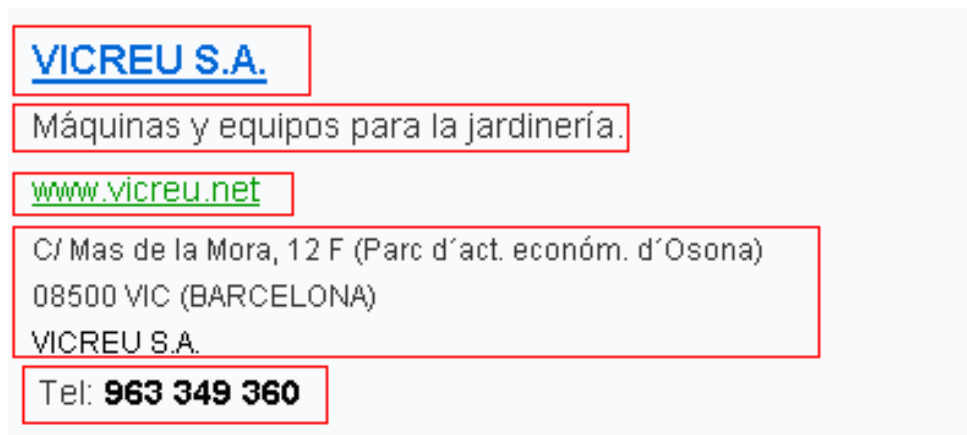 VICREU S.A.
Máquinas y equipos para la jardinería.
www.vicreu.net
C/ Mas de la Mora, 12 F (Parc d´act. económ. d´Osona)
08500 VIC (BARCELONA)
VICREU S.A.
Tel: 963 349 360